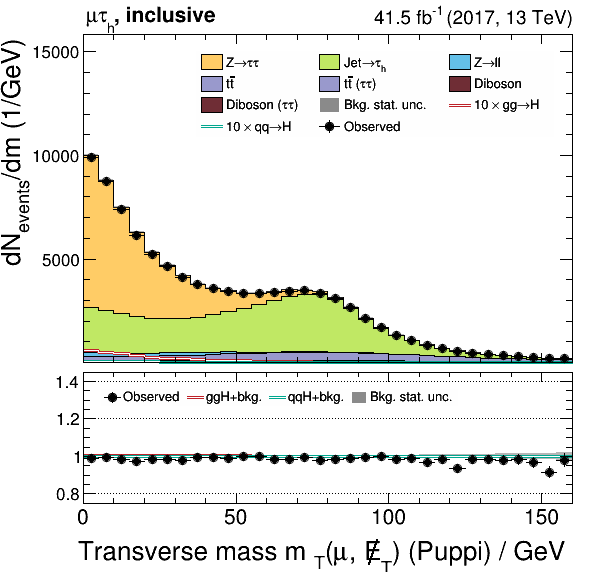 μτh, inclusive 41.5 fb⁻¹ (2017, 13 TeV)
dNevents/dm (1/GeV)
15000
10000
5000
Z→ττ Jet→τh Z→ll
tt̄ tt̄ (ττ) Diboson
Diboson (ττ) Bkg. stat. unc. 10 × gg→H
10 × qq→H Observed
1.4
1.2
1
0.8
Observed ggH+bkg. qqH+bkg. Bkg. stat. unc.
0 50 100 150
Transverse mass m T(μ, E̸T) (Puppi) / GeV